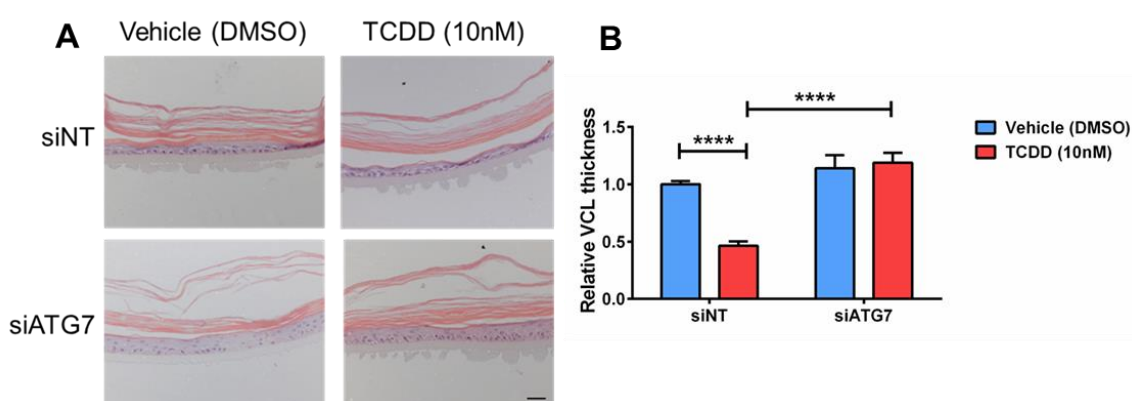 A
Vehicle (DMSO)
TCDD (10nM)
siNT
siATG7
B
****
****
Relative VCL thickness
1.5
1.0
0.5
0.0
siNT
siATG7
Vehicle (DMSO)
TCDD (10nM)